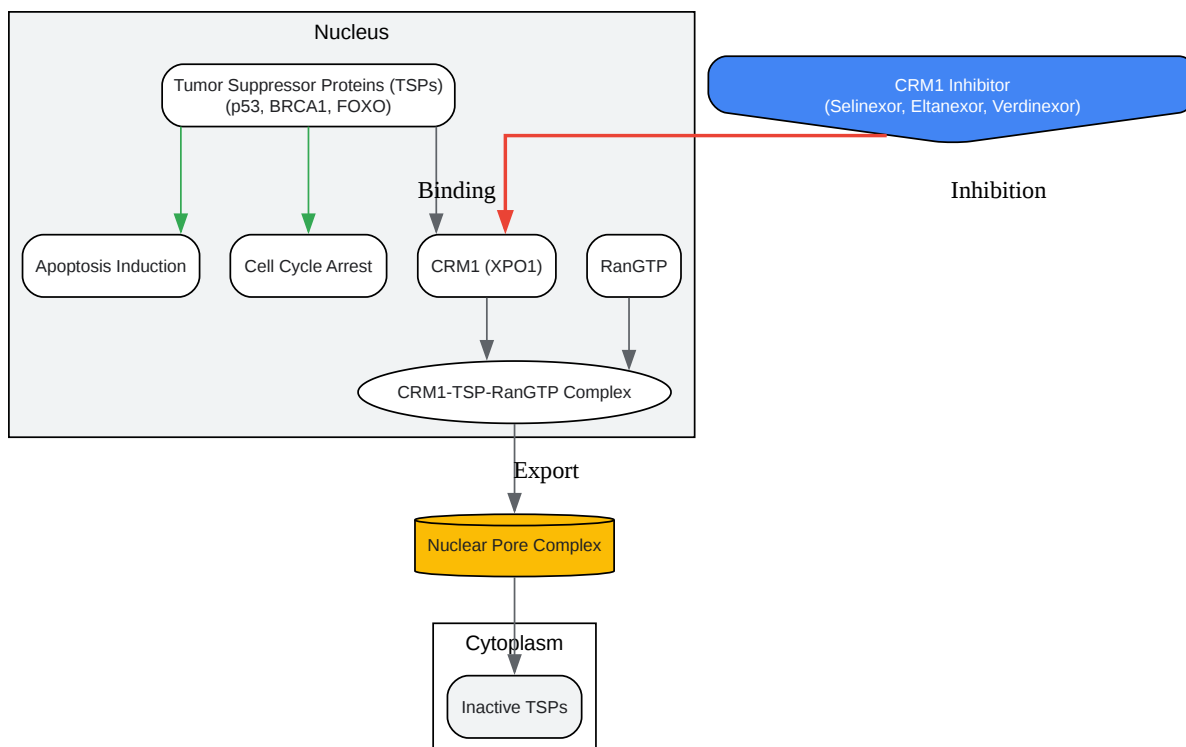 Nucleus
Tumor Suppressor Proteins (TSPs)
(p53, BRCA1, FOXO)
CRM1 Inhibitor
(Selinexor, Eltanexor, Verdinexor)
Binding
Inhibition
Apoptosis Induction
Cell Cycle Arrest
CRM1 (XPO1)
RanGTP
CRM1-TSP-RanGTP Complex
Export
Nuclear Pore Complex
Cytoplasm
Inactive TSPs